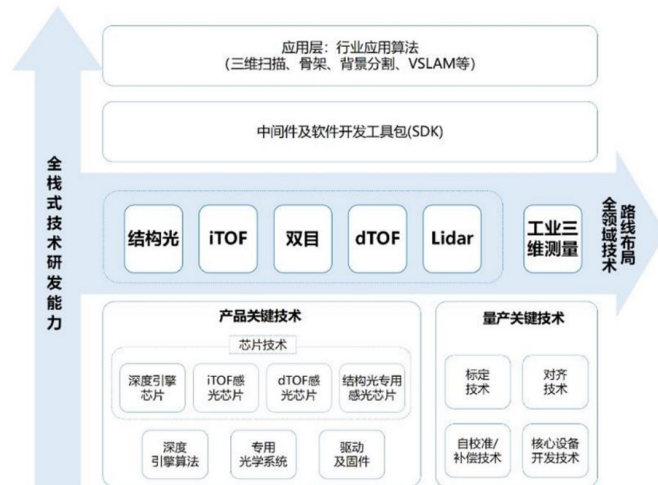 应用层：行业应用算法
（三维扫描、骨架、背景分割、VSLAM等）
中间件及软件开发工具包(SDK)
全栈式技术研发能力
结构光
iTOF
双目
dTOF
Lidar
工业三
维测量
全领域技术
路线布局
产品关键技术
芯片技术
深度引擎
芯片
iTOF感
光芯片
dTOF感
光芯片
结构光专用
感光芯片
深度
引擎算法
专用
光学系统
驱动
及固件
量产关键技术
标定
技术
对齐
技术
自校准/
补偿技术
核心设备
开发技术